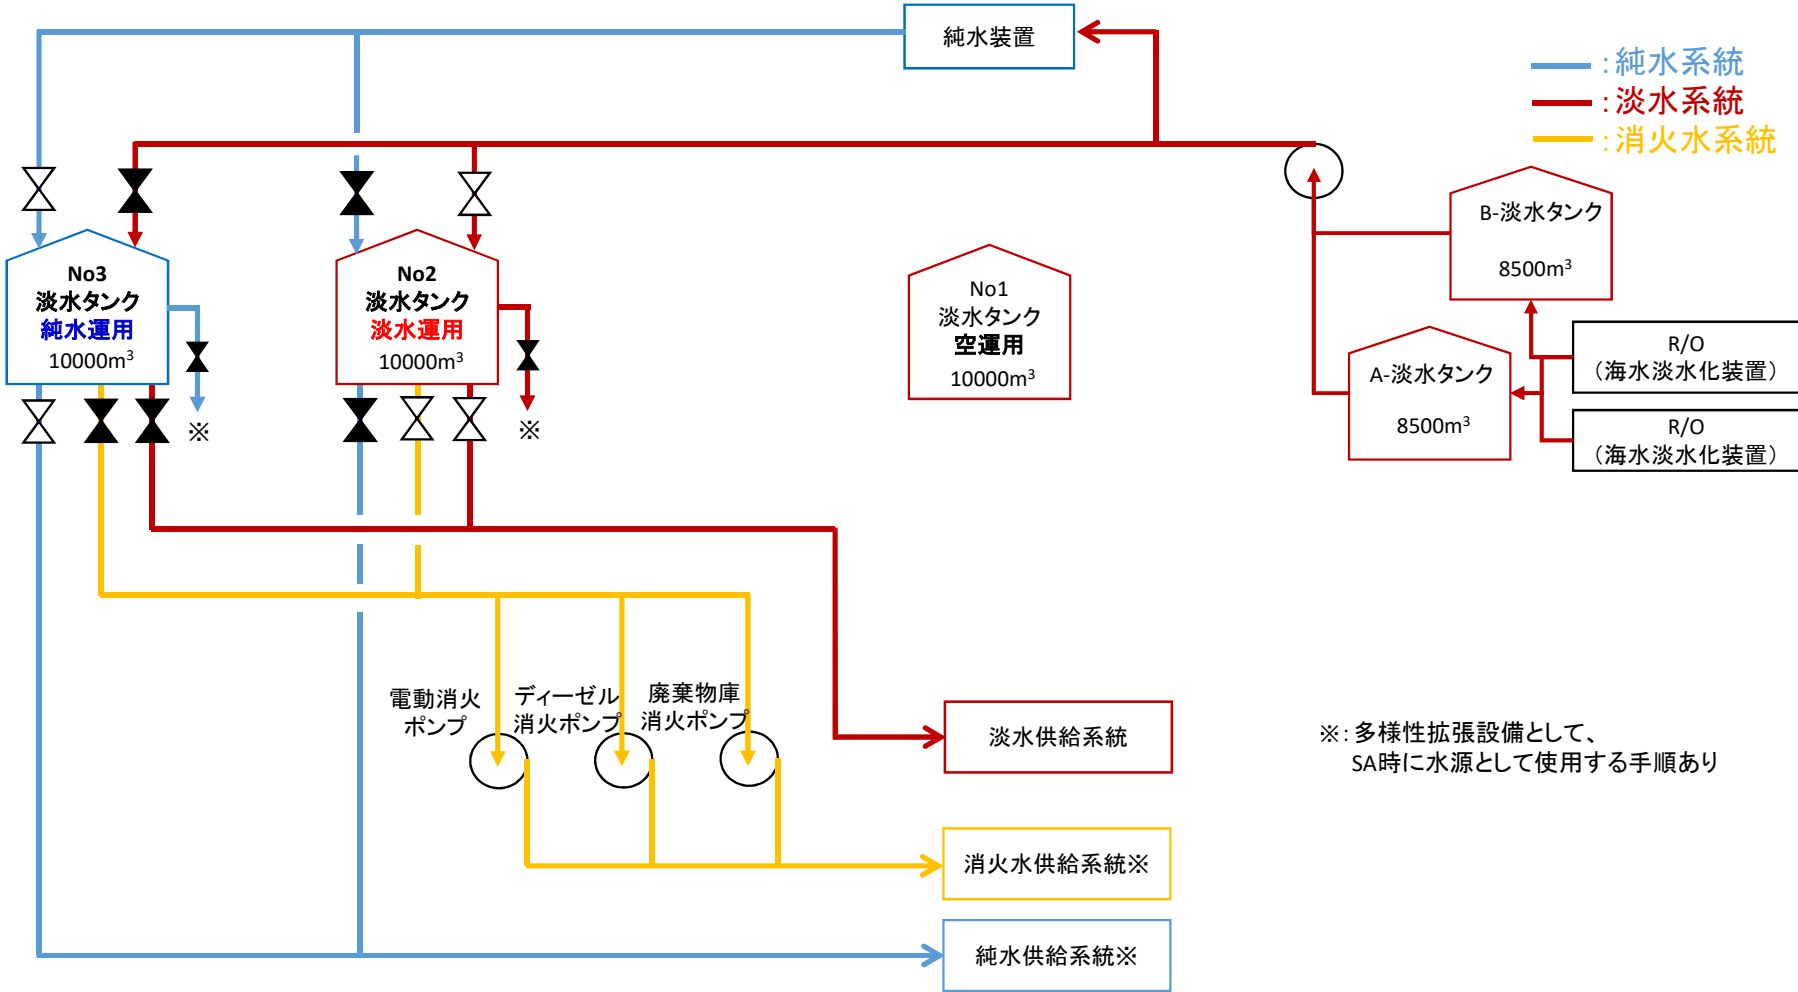 純水装置
:純水系統
:淡水系統
:消火水系統
B-淡水タンク
8500m³
No3
淡水タンク
純水運用
10000m³
※
No2
淡水タンク
淡水運用
10000m³
※
No1
淡水タンク
空運用
10000m³
A-淡水タンク
8500m³
R/O
（海水淡水化装置）
R/O
（海水淡水化装置）
電動消火
ポンプ
ディーゼル
消火ポンプ
廃棄物庫
消火ポンプ
淡水供給系統
※:多様性拡張設備として、
SA時に水源として使用する手順あり
消火水供給系統※
純水供給系統※